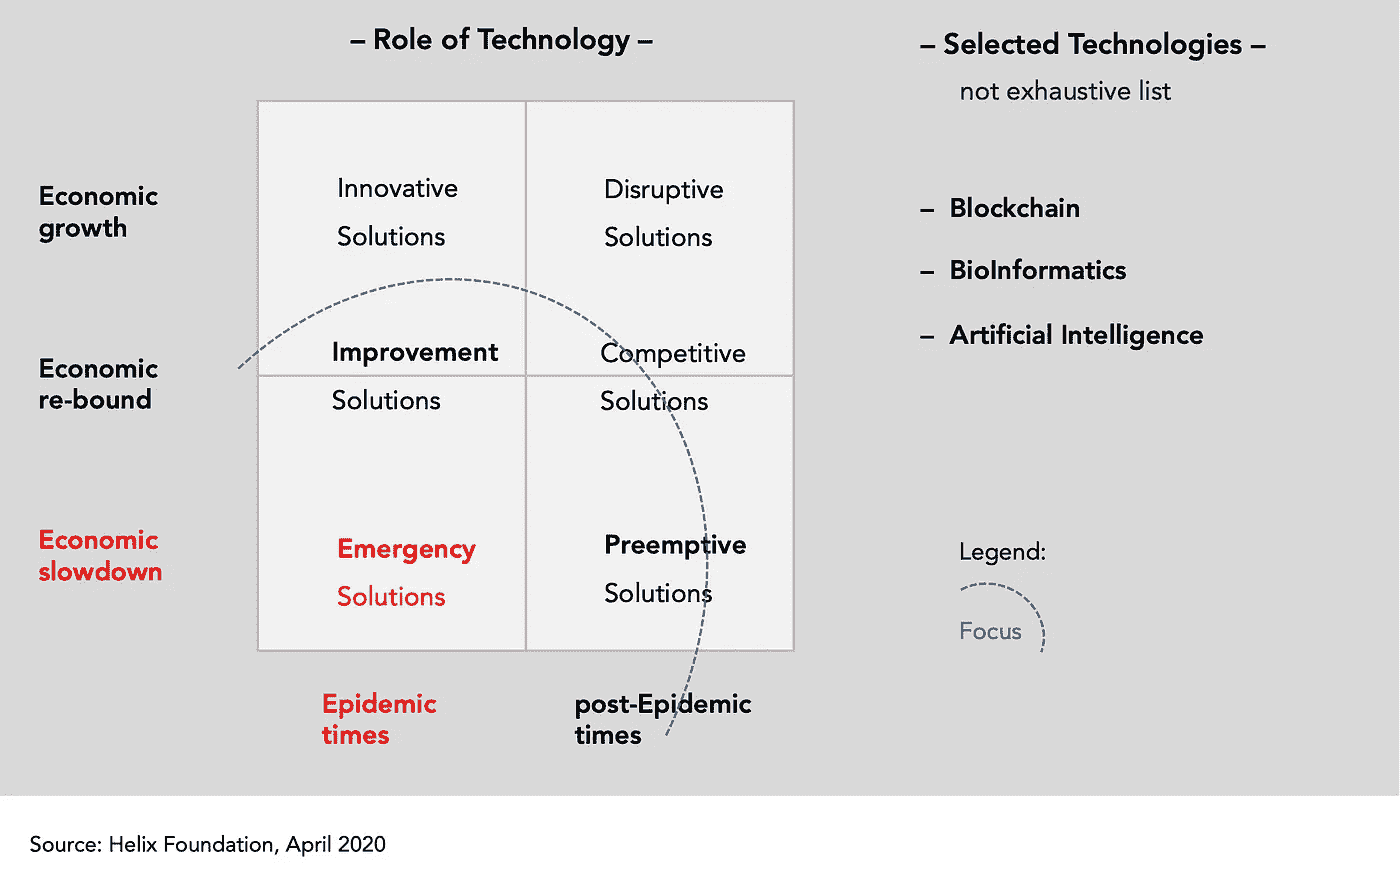 – Role of Technology –
– Selected Technologies –
not exhaustive list
Economic
growth
Innovative
Solutions
Disruptive
Solutions
– Blockchain
– BioInformatics
– Artificial Intelligence
Economic
re-bound
Improvement
Solutions
Competitive
Solutions
Economic
slowdown
Emergency
Solutions
Preemptive
Solutions
Legend:
Focus
Epidemic
times
post-Epidemic
times
Source: Helix Foundation, April 2020